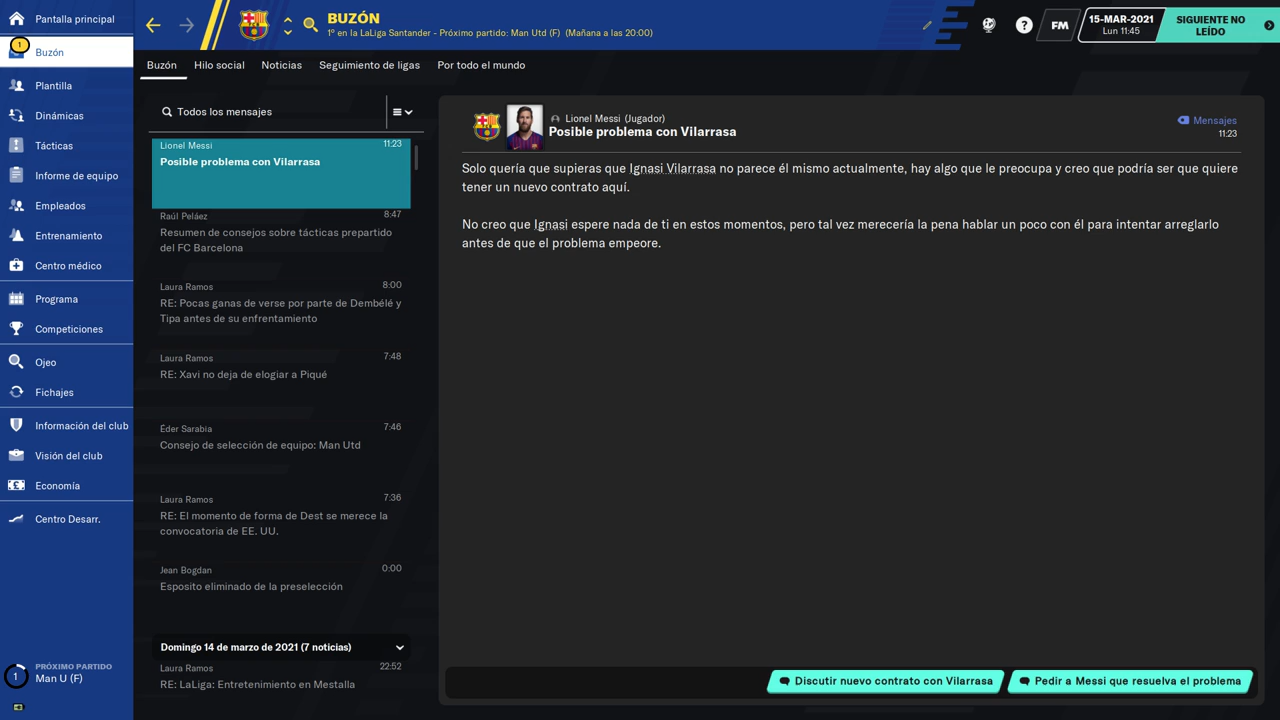 Pantalla principal
1
Buzón
Plantilla
Dinámicas
Tácticas
Informe de equipo
Empleados
Entrenamiento
Centro médico
Programa
Competiciones
Ojeo
Fichajes
Información del club
Visión del club
Economía
Centro Desarr.
1
PRÓXIMO PARTIDO
Man U (F)
BUZÓN
1º en la LaLiga Santander - Próximo partido: Man Utd (F) (Mañana a las 20:00)
?
FM
15-MAR-2021
Lun 11:45
SIGUIENTE NO
LEÍDO
Buzón
Hilo social
Noticias
Seguimiento de ligas
Por todo el mundo
Todos los mensajes
Lionel Messi 11:23
Posible problema con Vilarrasa
Raúl Peláez 8:47
Resumen de consejos sobre tácticas prepartido
del FC Barcelona
Laura Ramos 8:00
RE: Pocas ganas de verse por parte de Dembélé y
Tipa antes de su enfrentamiento
Laura Ramos 7:48
RE: Xavi no deja de elogiar a Piqué
Éder Sarabia 7:46
Consejo de selección de equipo: Man Utd
Laura Ramos 7:36
RE: El momento de forma de Dest se merece la
convocatoria de EE. UU.
Jean Bogdan 0:00
Esposito eliminado de la preselección
Domingo 14 de marzo de 2021 (7 noticias)
Laura Ramos 22:52
RE: LaLiga: Entretenimiento en Mestalla
Lionel Messi (Jugador)
Posible problema con Vilarrasa
Mensajes
11:23
Solo quería que supieras que Ignasi Vilarrasa no parece él mismo actualmente, hay algo que le preocupa y creo que podría ser que quiere
tener un nuevo contrato aquí.
No creo que Ignasi espere nada de ti en estos momentos, pero tal vez merecería la pena hablar un poco con él para intentar arreglarlo
antes de que el problema empeore.
Discutir nuevo contrato con Vilarrasa
Pedir a Messi que resuelva el problema